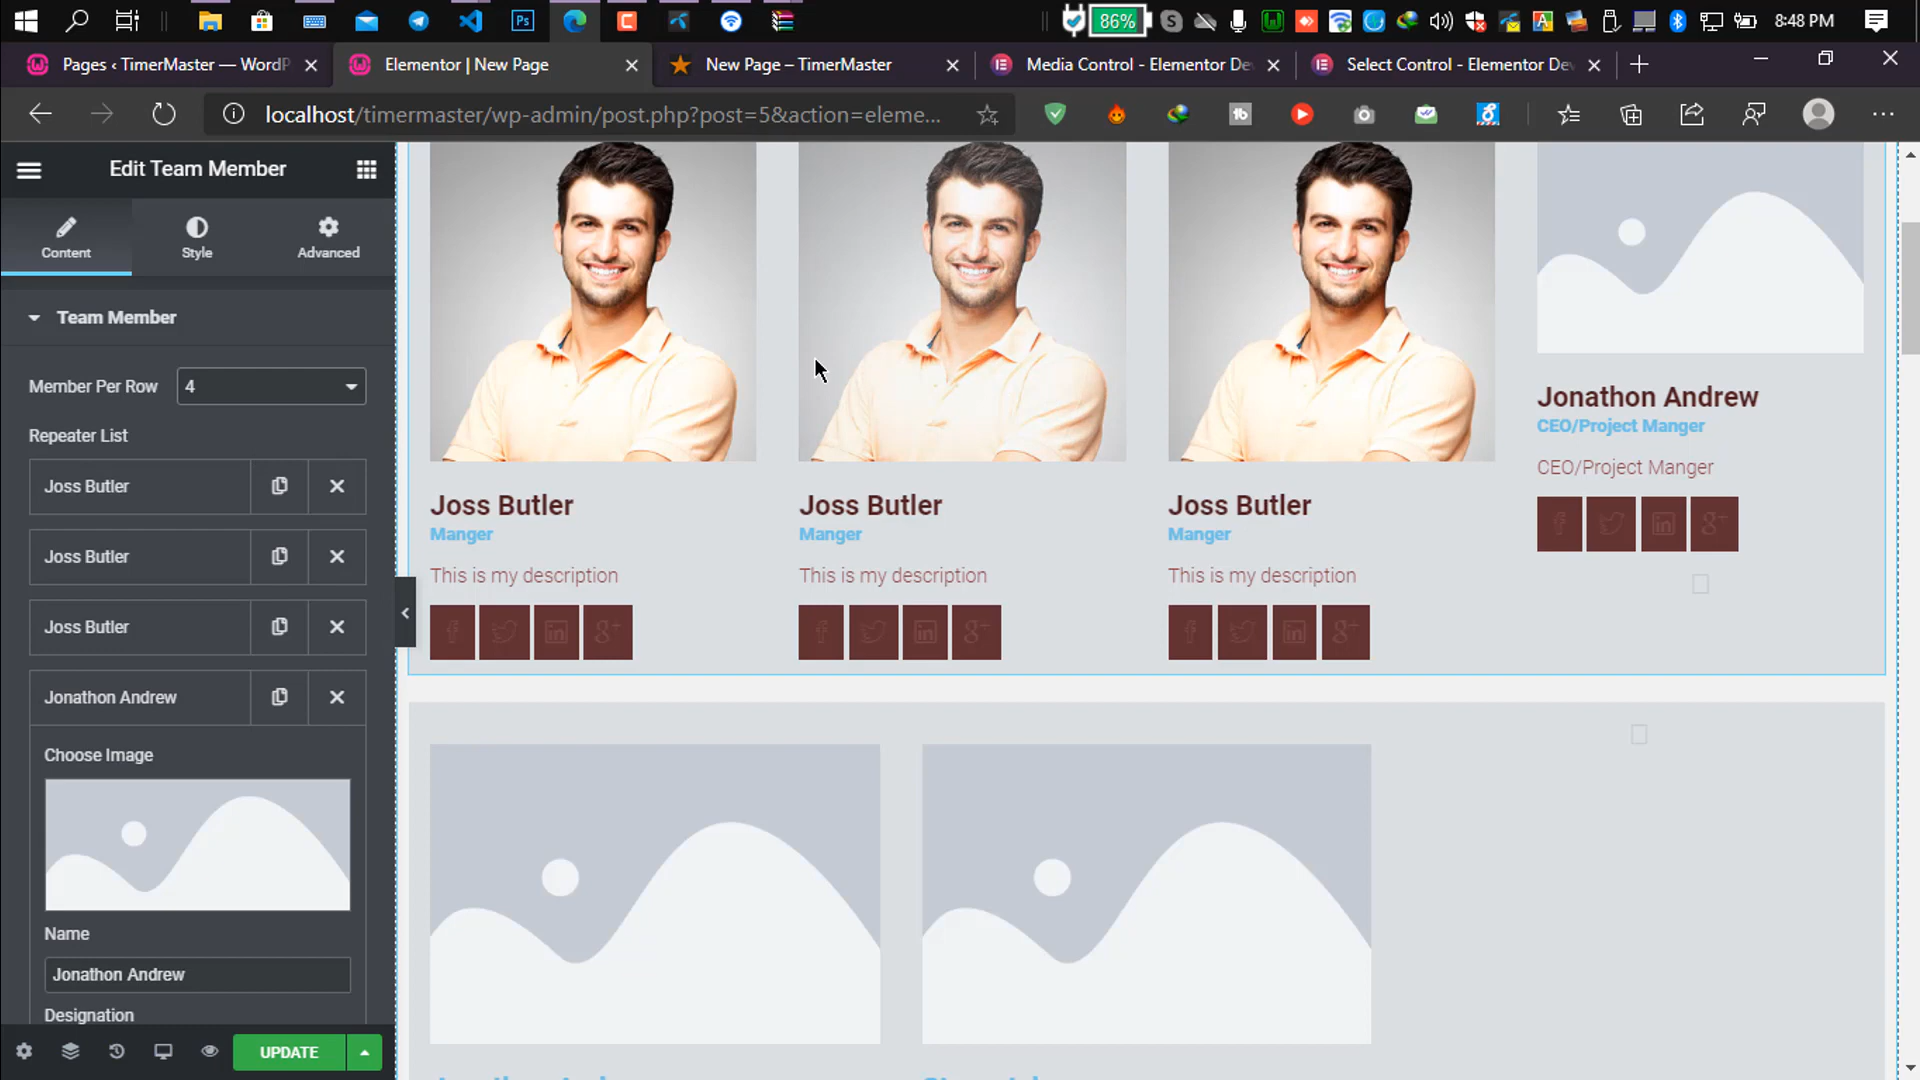 86%
8:48 PM
Pages ‹ TimerMaster — WordP
Elementor | New Page
New Page – TimerMaster
Media Control - Elementor De
Select Control - Elementor Dev
localhost/timermaster/wp-admin/post.php?post=5&action=eleme...
Edit Team Member
Content
Style
Advanced
Team Member
Member Per Row
4
Repeater List
Joss Butler
Joss Butler
Joss Butler
Jonathon Andrew
Choose Image
Name
Jonathon Andrew
Designation
UPDATE
Joss Butler
Manger
This is my description
Joss Butler
Manger
This is my description
Joss Butler
Manger
This is my description
Jonathon Andrew
CEO/Project Manger
CEO/Project Manger